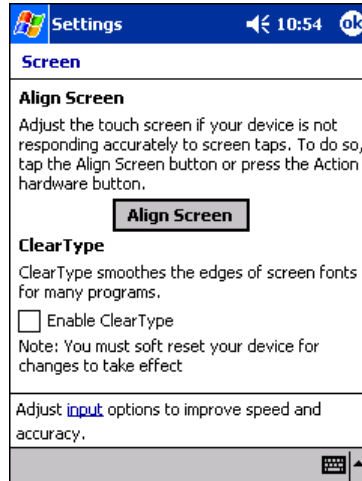 Settings 10:54 ok
Screen
Align Screen
Adjust the touch screen if your device is not
responding accurately to screen taps. To do so,
tap the Align Screen button or press the Action
hardware button.
Align Screen
ClearType
ClearType smoothes the edges of screen fonts
for many programs.
Enable ClearType
Note: You must soft reset your device for
changes to take effect
Adjust input options to improve speed and
accuracy.